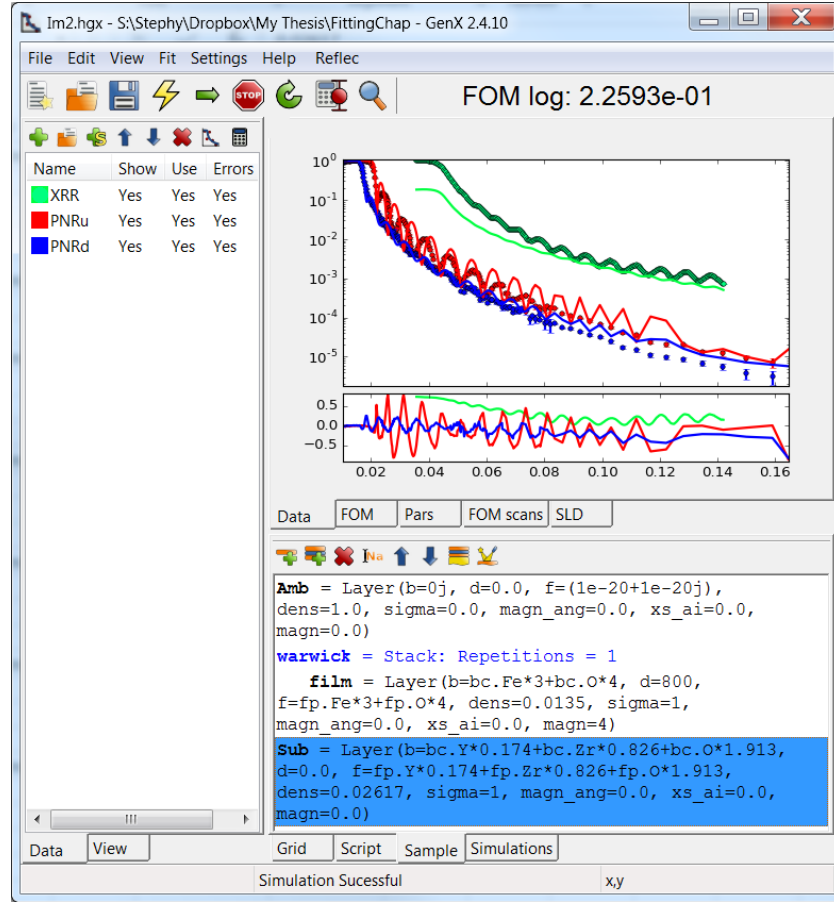 Im2.hgx - S:\Stephy\Dropbox\My Thesis\FittingChap - GenX 2.4.10
File Edit View Fit Settings Help Reflec
STOP
FOM log: 2.2593e-01
Name Show Use Errors
XRR Yes Yes Yes
PNRu Yes Yes Yes
PNRd Yes Yes Yes
10^0
10^-1
10^-2
10^-3
10^-4
10^-5
0.5
0.0
−0.5
0.02 0.04 0.06 0.08 0.10 0.12 0.14 0.16
Data FOM Pars FOM scans SLD
Na
Amb = Layer(b=0j, d=0.0, f=(1e-20+1e-20j),
dens=1.0, sigma=0.0, magn_ang=0.0, xs_ai=0.0,
magn=0.0)
warwick = Stack: Repetitions = 1
film = Layer(b=bc.Fe*3+bc.O*4, d=800,
f=fp.Fe*3+fp.O*4, dens=0.0135, sigma=1,
magn_ang=0.0, xs_ai=0.0, magn=4)
Sub = Layer(b=bc.Y*0.174+bc.Zr*0.826+bc.O*1.913,
d=0.0, f=fp.Y*0.174+fp.Zr*0.826+fp.O*1.913,
dens=0.02617, sigma=1, magn_ang=0.0, xs_ai=0.0,
magn=0.0)
Data View
Grid Script Sample Simulations
Simulation Sucessful x,y